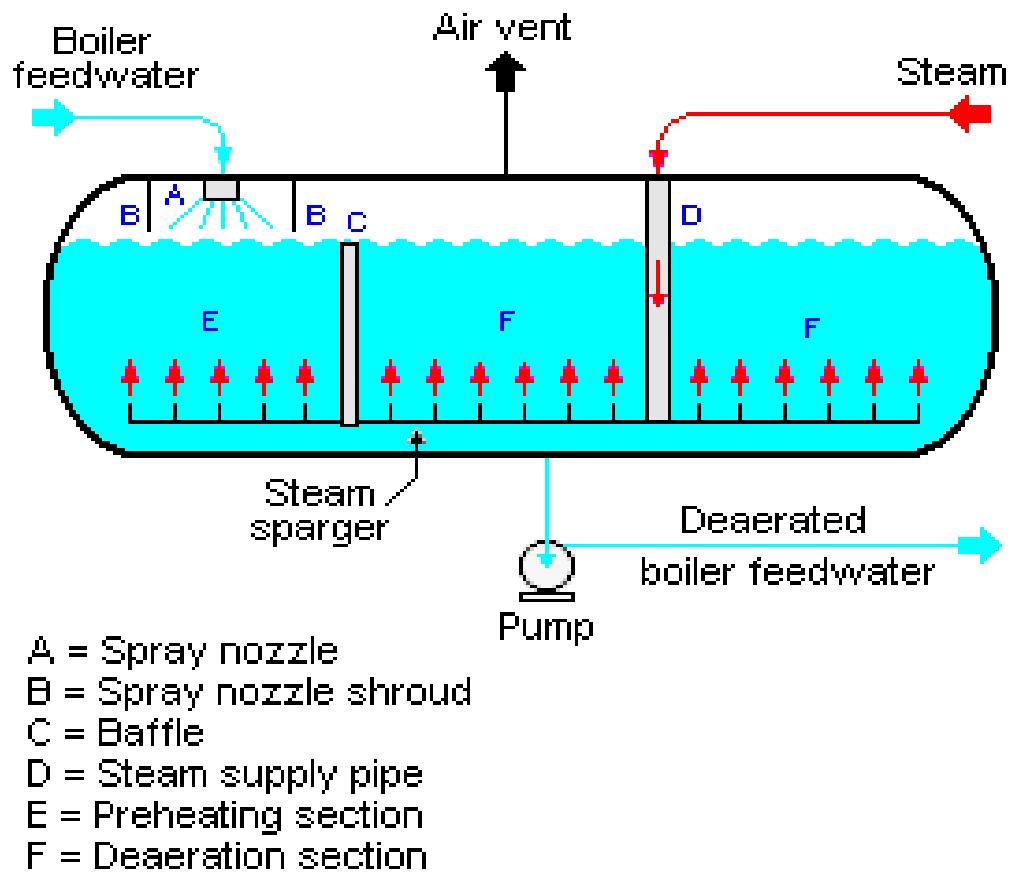 Air vent
Boiler
feedwater
Steam
A
B
B
C
D
E
F
F
Steam
sparger
Deaerated
boiler feedwater
Pump
A = Spray nozzle
B = Spray nozzle shroud
C = Baffle
D = Steam supply pipe
E = Preheating section
F = Deaeration section